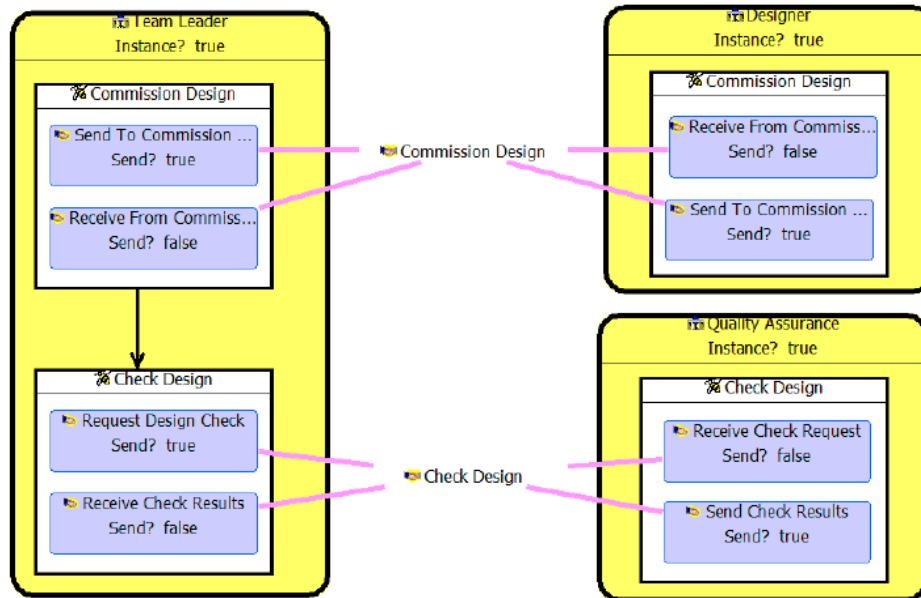 Team Leader
Instance? true
Commission Design
Send To Commission ...
Send? true
Receive From Commiss...
Send? false
Check Design
Request Design Check
Send? true
Receive Check Results
Send? false
Commission Design
Check Design
Designer
Instance? true
Commission Design
Receive From Commiss...
Send? false
Send To Commission ...
Send? true
Quality Assurance
Instance? true
Check Design
Receive Check Request
Send? false
Send Check Results
Send? true